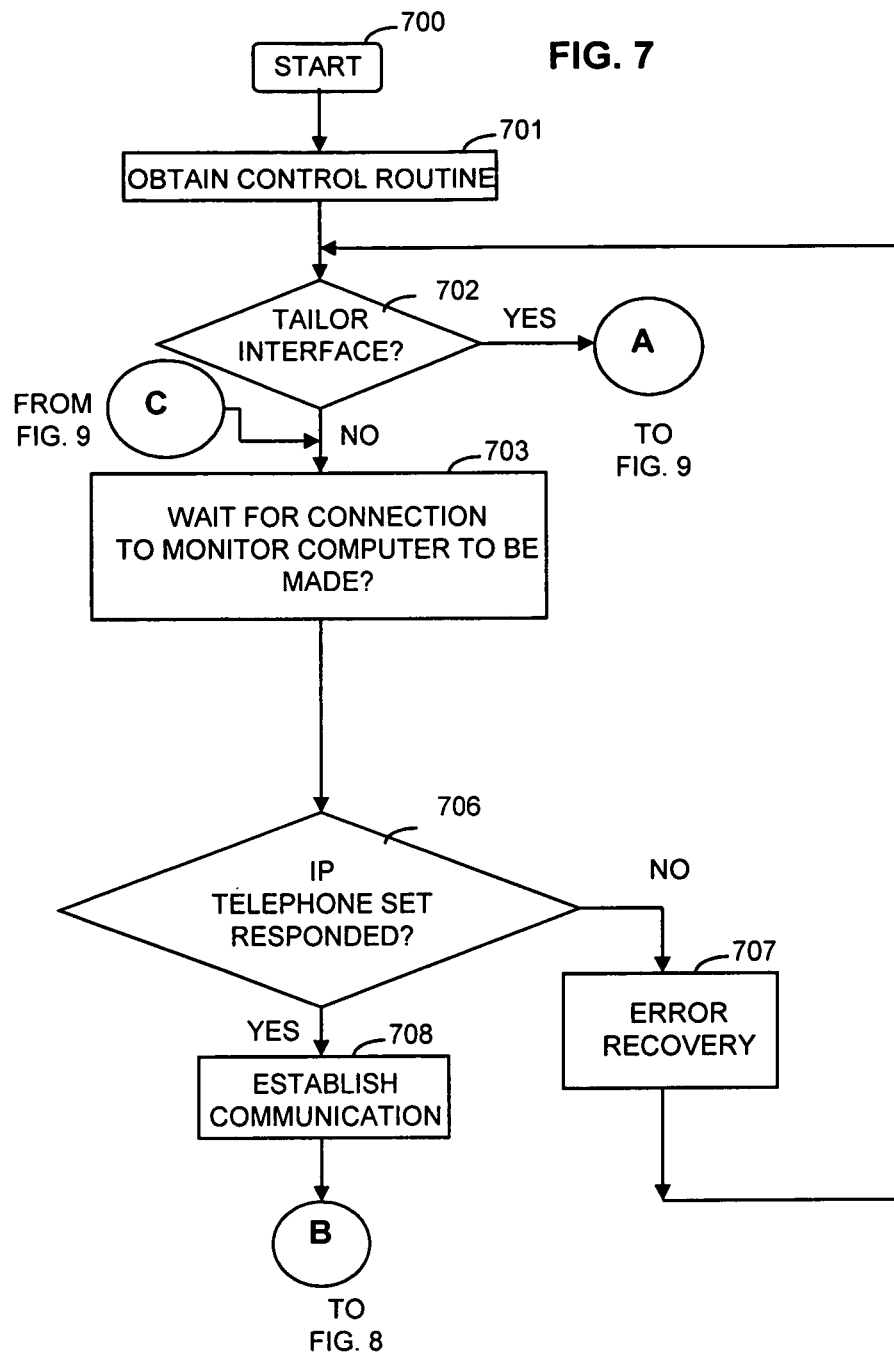 700
FIG. 7
START
701
OBTAIN CONTROL ROUTINE
702
TAILOR
INTERFACE?
YES
A
TO
FIG. 9
C
FROM
FIG. 9
NO
703
WAIT FOR CONNECTION
TO MONITOR COMPUTER TO BE
MADE?
706
IP
TELEPHONE SET
RESPONDED?
NO
707
ERROR
RECOVERY
YES
708
ESTABLISH
COMMUNICATION
B
TO
FIG. 8